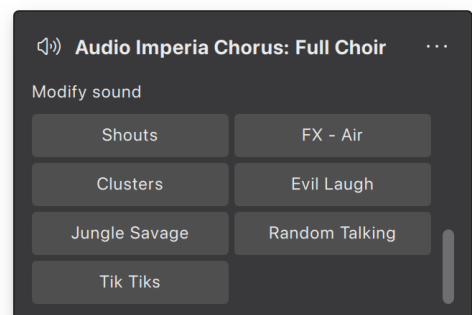 Audio Imperia Chorus: Full Choir ...
Modify sound
Shouts FX - Air
Clusters Evil Laugh
Jungle Savage Random Talking
Tik Tiks